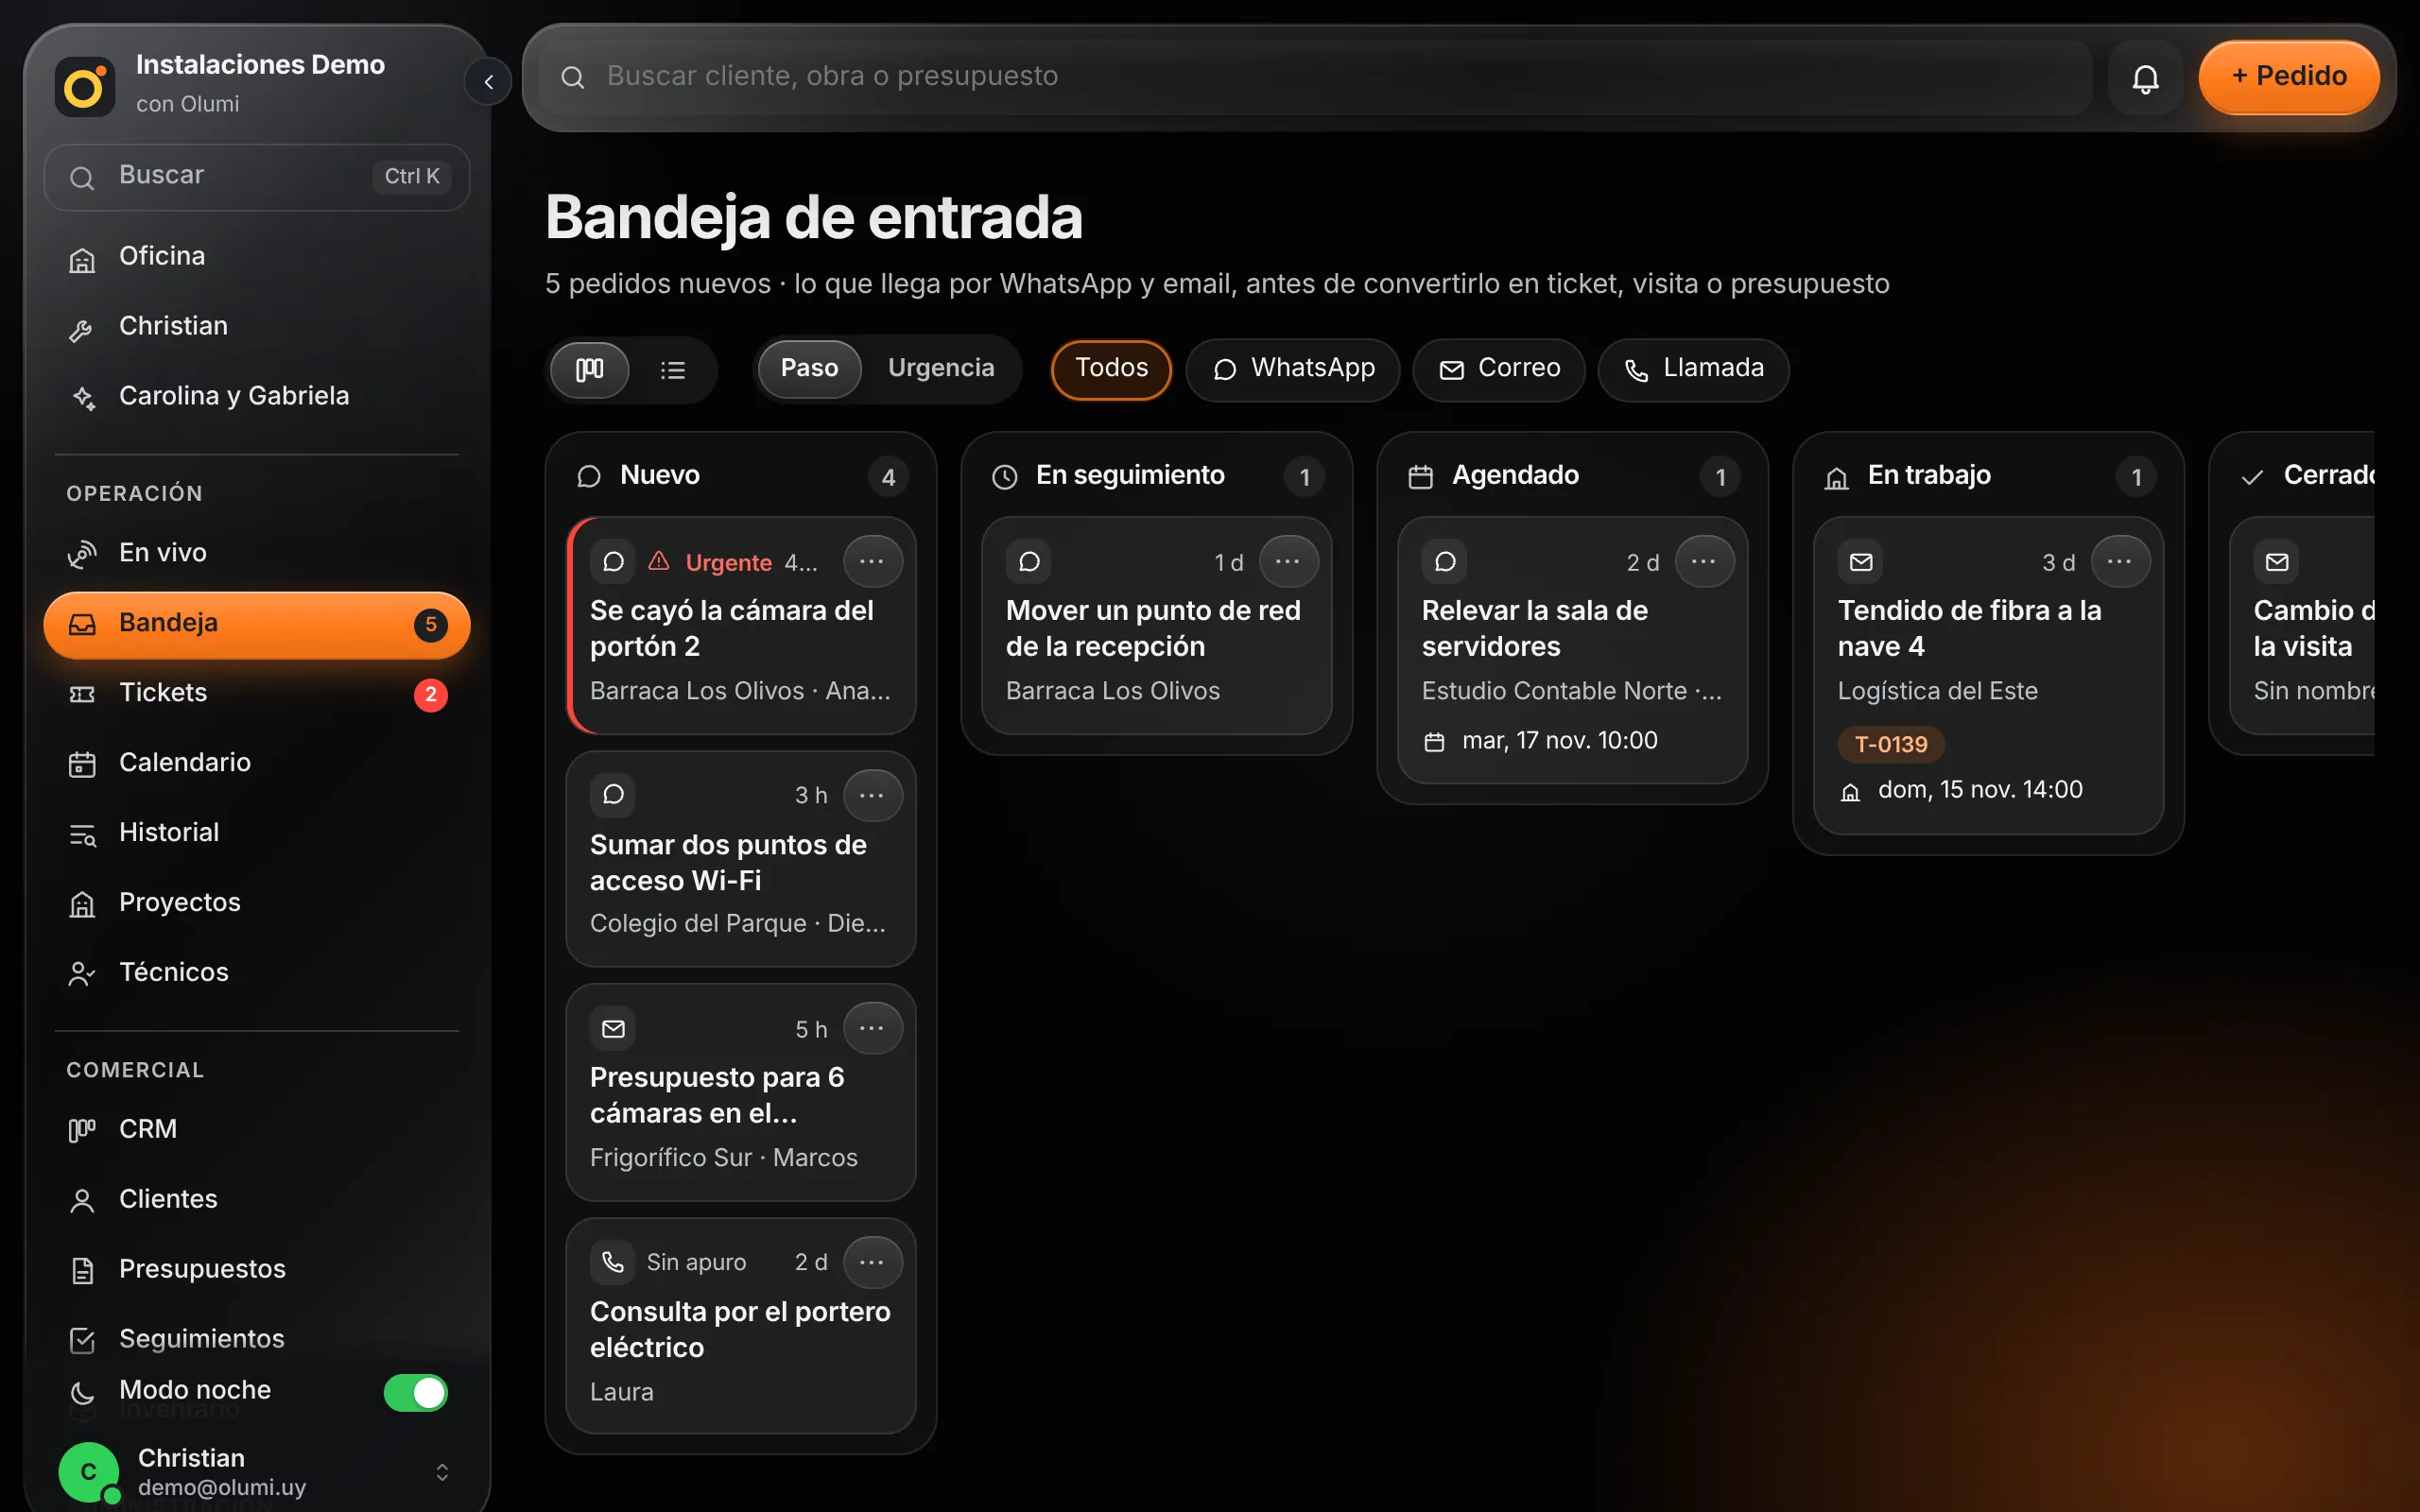 Instalaciones Demo
con Olumi
Buscar
Ctrl K
Oficina
Christian
Carolina y Gabriela
OPERACIÓN
En vivo
Bandeja
5
Tickets
2
Calendario
Historial
Proyectos
Técnicos
COMERCIAL
CRM
Clientes
Presupuestos
Seguimientos
Modo noche
Inventario
C
Christian
demo@olumi.uy
Buscar cliente, obra o presupuesto
+ Pedido
Bandeja de entrada
5 pedidos nuevos · lo que llega por WhatsApp y email, antes de convertirlo en ticket, visita o presupuesto
Paso
Urgencia
Todos
WhatsApp
Correo
Llamada
Nuevo
4
Urgente 4...
Se cayó la cámara del
portón 2
Barraca Los Olivos · Ana...
3 h
Sumar dos puntos de
acceso Wi-Fi
Colegio del Parque · Die...
5 h
Presupuesto para 6
cámaras en el...
Frigorífico Sur · Marcos
Sin apuro
2 d
Consulta por el portero
eléctrico
Laura
En seguimiento
1
1 d
Mover un punto de red
de la recepción
Barraca Los Olivos
Agendado
1
2 d
Relevar la sala de
servidores
Estudio Contable Norte ·...
mar, 17 nov. 10:00
En trabajo
1
3 d
Tendido de fibra a la
nave 4
Logística del Este
T-0139
dom, 15 nov. 14:00
Cerrado
Cambio d
la visita
Sin nombre